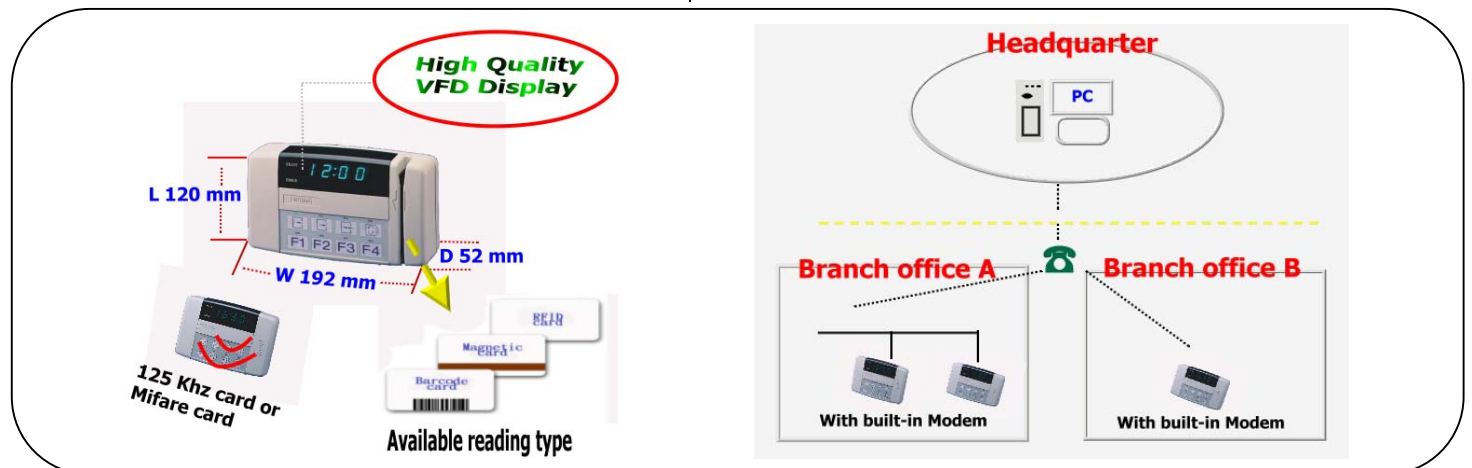 High Quality
VFD Display
12:00
L 120 mm
F1 F2 F3 F4
D 52 mm
W 192 mm
RFID
card
Magnetic
card
Barcode
card
125 Khz card or
Mifare card
Available reading type
Headquarter
PC
Branch office A
Branch office B
With built-in Modem
With built-in Modem